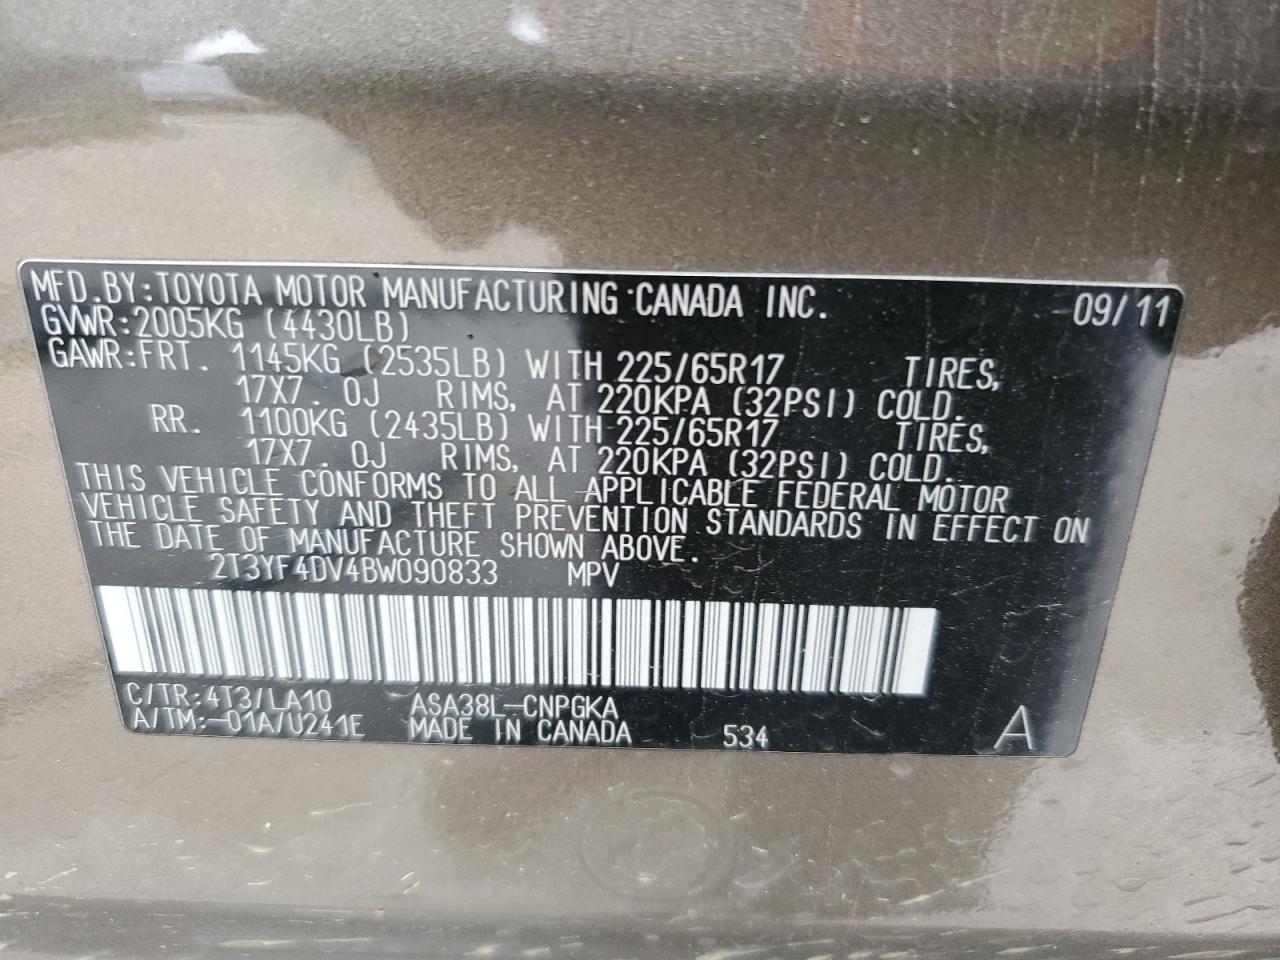 MFD.BY:TOYOTA MOTOR MANUFACTURING CANADA INC. 09/11
GVWR:2005KG (4430LB)
GAWR:FRT. 1145KG (2535LB) WITH 225/65R17 TIRES,
17X7.0J RIMS, AT 220KPA (32PSI) COLD.
RR. 1100KG (2435LB) WITH 225/65R17 TIRES,
17X7.0J RIMS, AT 220KPA (32PSI) COLD.
THIS VEHICLE CONFORMS TO ALL APPLICABLE FEDERAL MOTOR
VEHICLE SAFETY AND THEFT PREVENTION STANDARDS IN EFFECT ON
THE DATE OF MANUFACTURE SHOWN ABOVE.
2T3YF4DV4BW090833 MPV
C/TR:4T3/LA10 ASA38L-CNPGKA
A/TM:-01A/U241E MADE IN CANADA 534 A